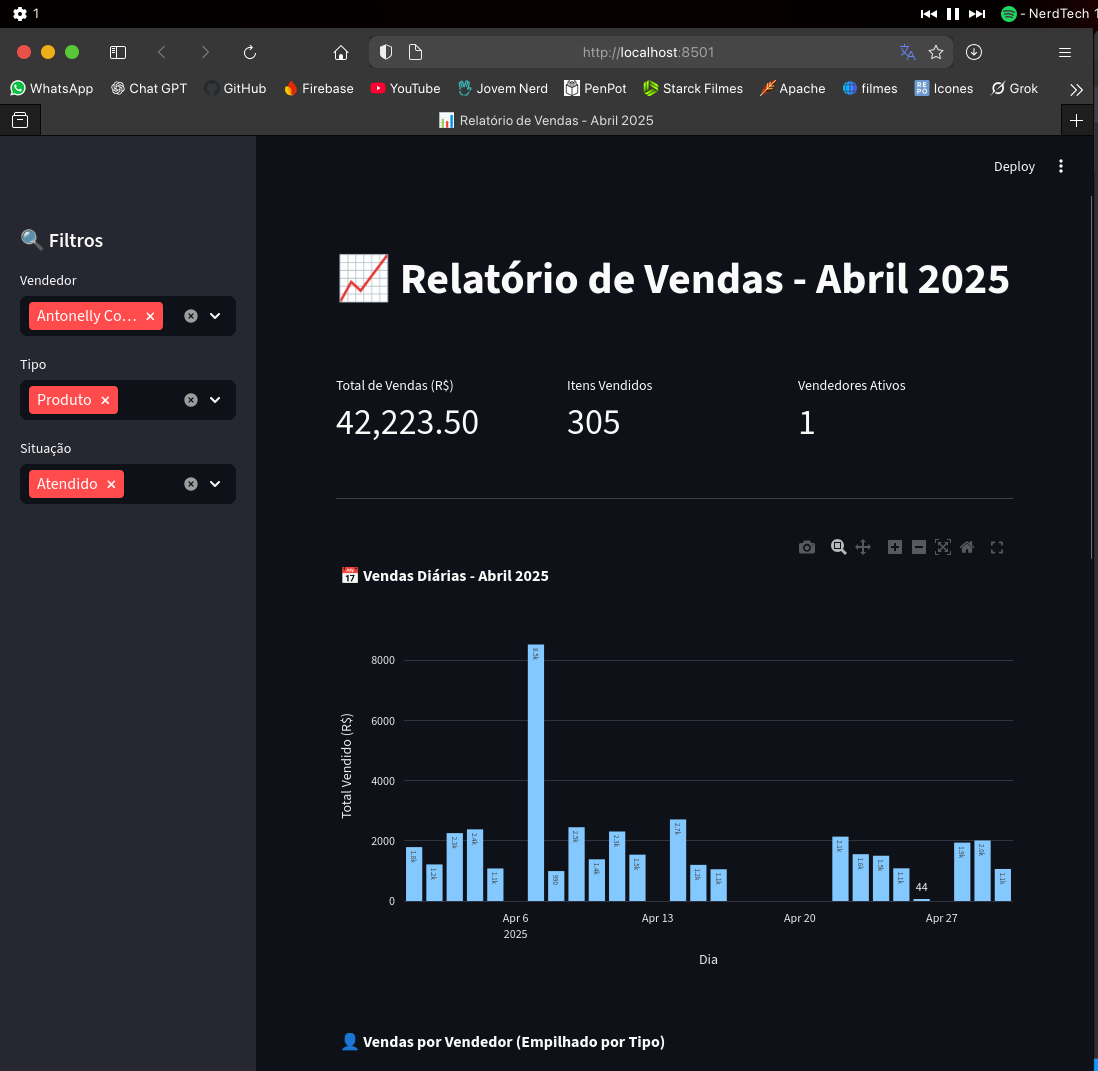 1
- NerdTech 1
http://localhost:8501
WhatsApp Chat GPT GitHub Firebase YouTube Jovem Nerd PenPot Starck Filmes Apache filmes Icones Grok
Relatório de Vendas - Abril 2025
Deploy
Filtros
Vendedor
Antonelly Co…
Tipo
Produto
Situação
Atendido
Relatório de Vendas - Abril 2025
Total de Vendas (R$) Itens Vendidos Vendedores Ativos
42,223.50 305 1
Vendas Diárias - Abril 2025
Total Vendido (R$)
8000
6000
4000
2000
0
1.8k 1.2k 2.3k 2.4k 1.1k 8.5k 990 2.5k 1.4k 2.3k 1.5k 2.7k 1.2k 1.1k 2.1k 1.6k 1.5k 1.1k 44 1.9k 2.0k 1.1k
Apr 6 Apr 13 Apr 20 Apr 27
2025
Dia
Vendas por Vendedor (Empilhado por Tipo)